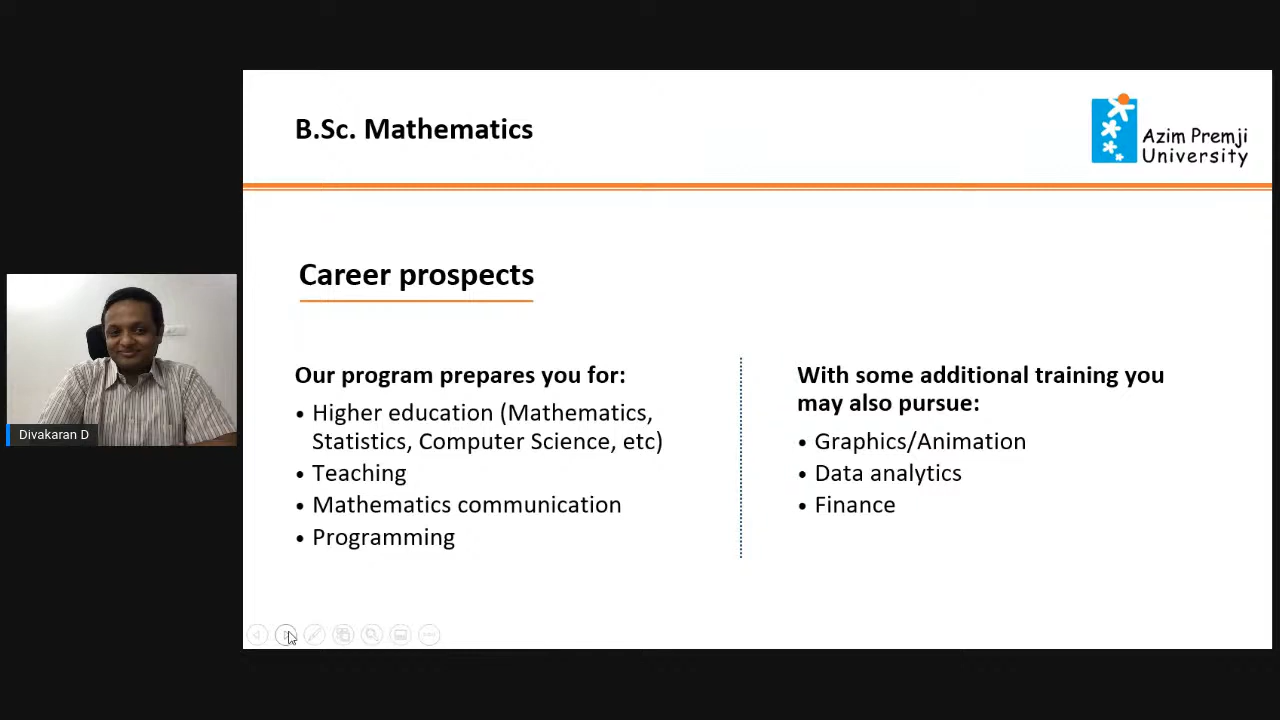 B.Sc. Mathematics
Azim Premji
University
Career prospects
Our program prepares you for:
• Higher education (Mathematics,
Statistics, Computer Science, etc)
• Teaching
• Mathematics communication
• Programming
With some additional training you
may also pursue:
• Graphics/Animation
• Data analytics
• Finance
Divakaran D